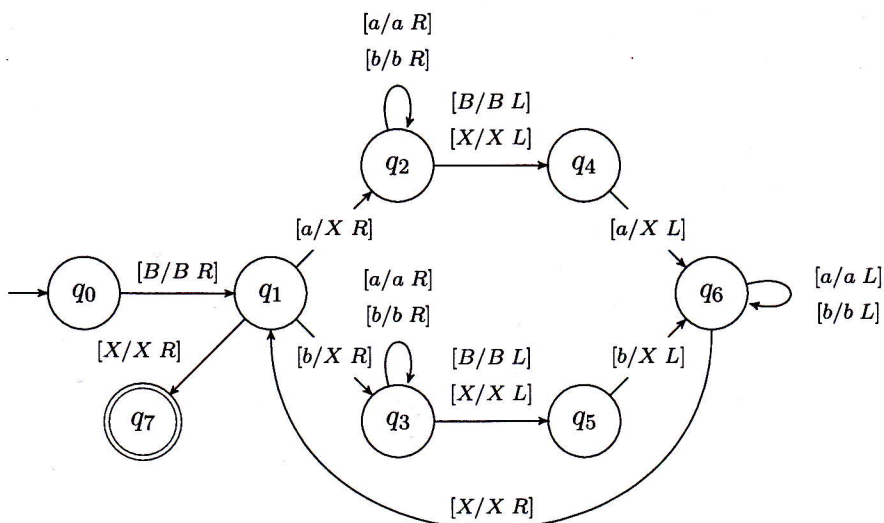 [a/a R]
[b/b R]
[B/B L]
[X/X L]
q2
q4
[a/X R]
[a/X L]
[B/B R]
q0
q1
[a/a R]
[b/b R]
q6
[a/a L]
[b/b L]
[X/X R]
[b/X R]
[B/B L]
[X/X L]
[b/X L]
q7
q3
q5
[X/X R]